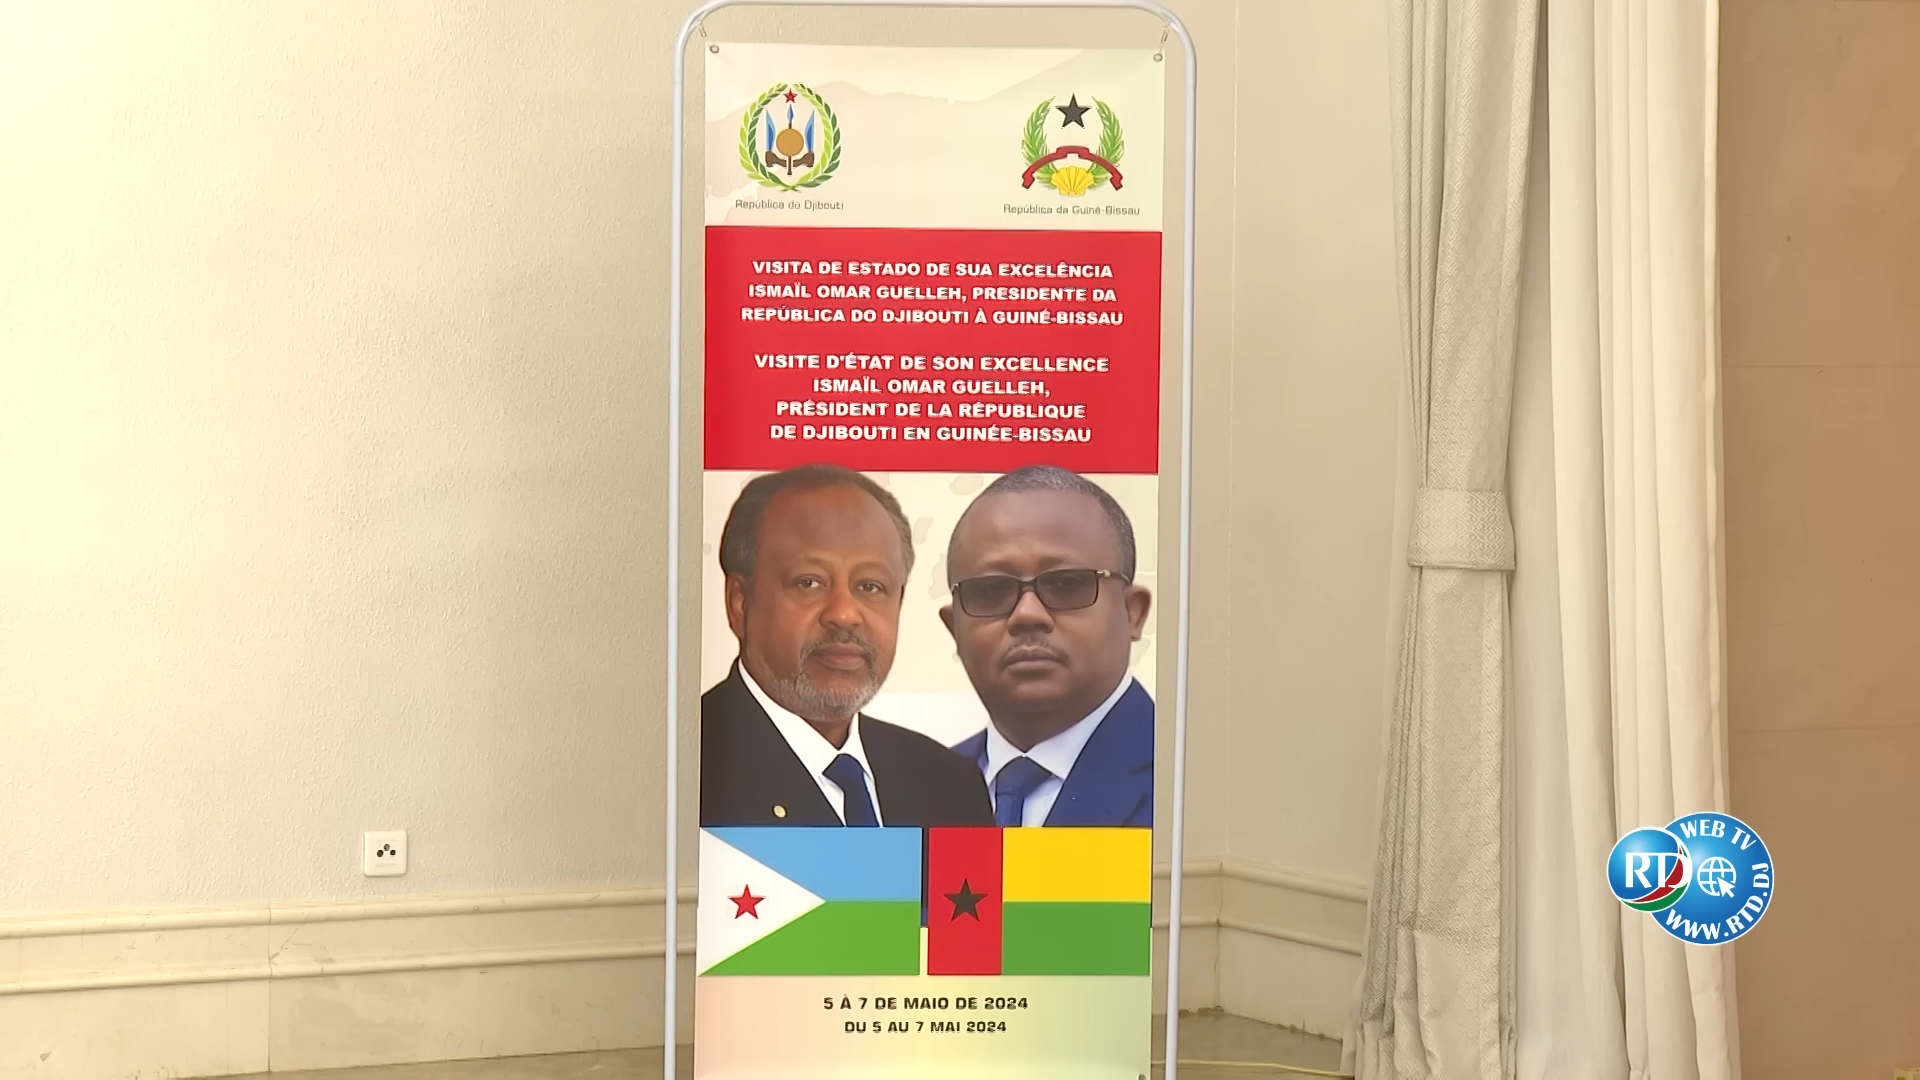 República do Djibouti
República da Guiné-Bissau
VISITA DE ESTADO DE SUA EXCELÊNCIA
ISMAÏL OMAR GUELLEH, PRESIDENTE DA
REPÚBLICA DO DJIBOUTI À GUINÉ-BISSAU
VISITE D'ÉTAT DE SON EXCELLENCE
ISMAÏL OMAR GUELLEH,
PRÉSIDENT DE LA RÉPUBLIQUE
DE DJIBOUTI EN GUINÉE-BISSAU
5 À 7 DE MAIO DE 2024
DU 5 AU 7 MAI 2024
WEB TV
RTD
WWW.RTD.DJ